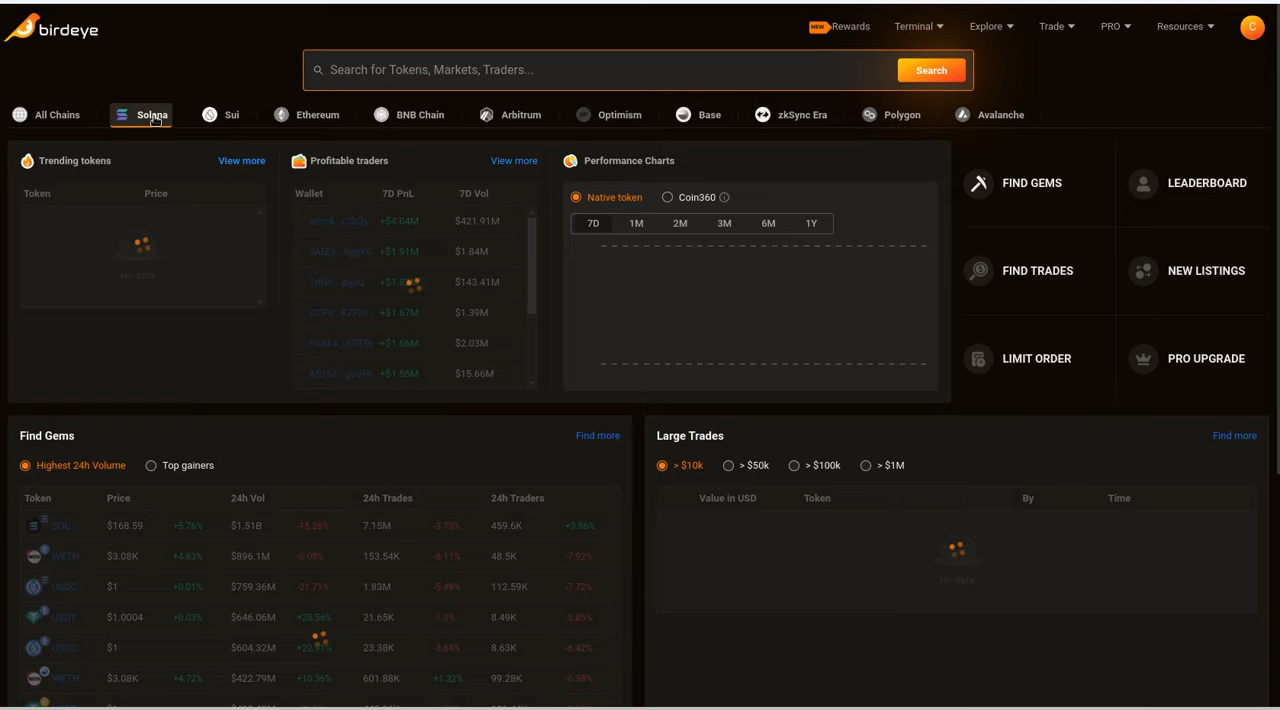 birdeye
NEW Rewards Terminal Explore Trade PRO Resources C
Search for Tokens, Markets, Traders... Search
All Chains Solana Sui Ethereum BNB Chain Arbitrum Optimism Base zkSync Era Polygon Avalanche
Trending tokens View more
Token Price
No data
Profitable traders View more
Wallet 7D PnL 7D Vol
+$4.04M $421.91M
+$1.91M $1.84M
$143.41M
+$1.67M $1.39M
+$1.66M $2.03M
+$1.56M $15.66M
Performance Charts
Native token Coin360
7D 1M 2M 3M 6M 1Y
FIND GEMS LEADERBOARD
FIND TRADES NEW LISTINGS
LIMIT ORDER PRO UPGRADE
Find Gems Find more
Highest 24h Volume Top gainers
Token Price 24h Vol 24h Trades 24h Traders
SOL $168.59 +5.76% $1.51B -15.26% 7.15M -3.73% 459.6K +3.86%
WETH $3.08K +4.63% $896.1M -0.09% 153.54K -6.11% 48.5K -7.92%
USDC $1 +0.01% $759.36M -21.71% 1.83M -5.49% 112.59K -7.72%
USDT $1.0004 +0.03% $646.06M +28.56% 21.65K -1.2% 8.49K -5.85%
USDC $1 $604.32M 23.38K -3.64% 8.63K -6.42%
WETH $3.08K +4.72% $422.79M +10.36% 601.88K +1.32% 99.28K -6.38%
Large Trades Find more
> $10k > $50k > $100k > $1M
Value in USD Token By Time
No data